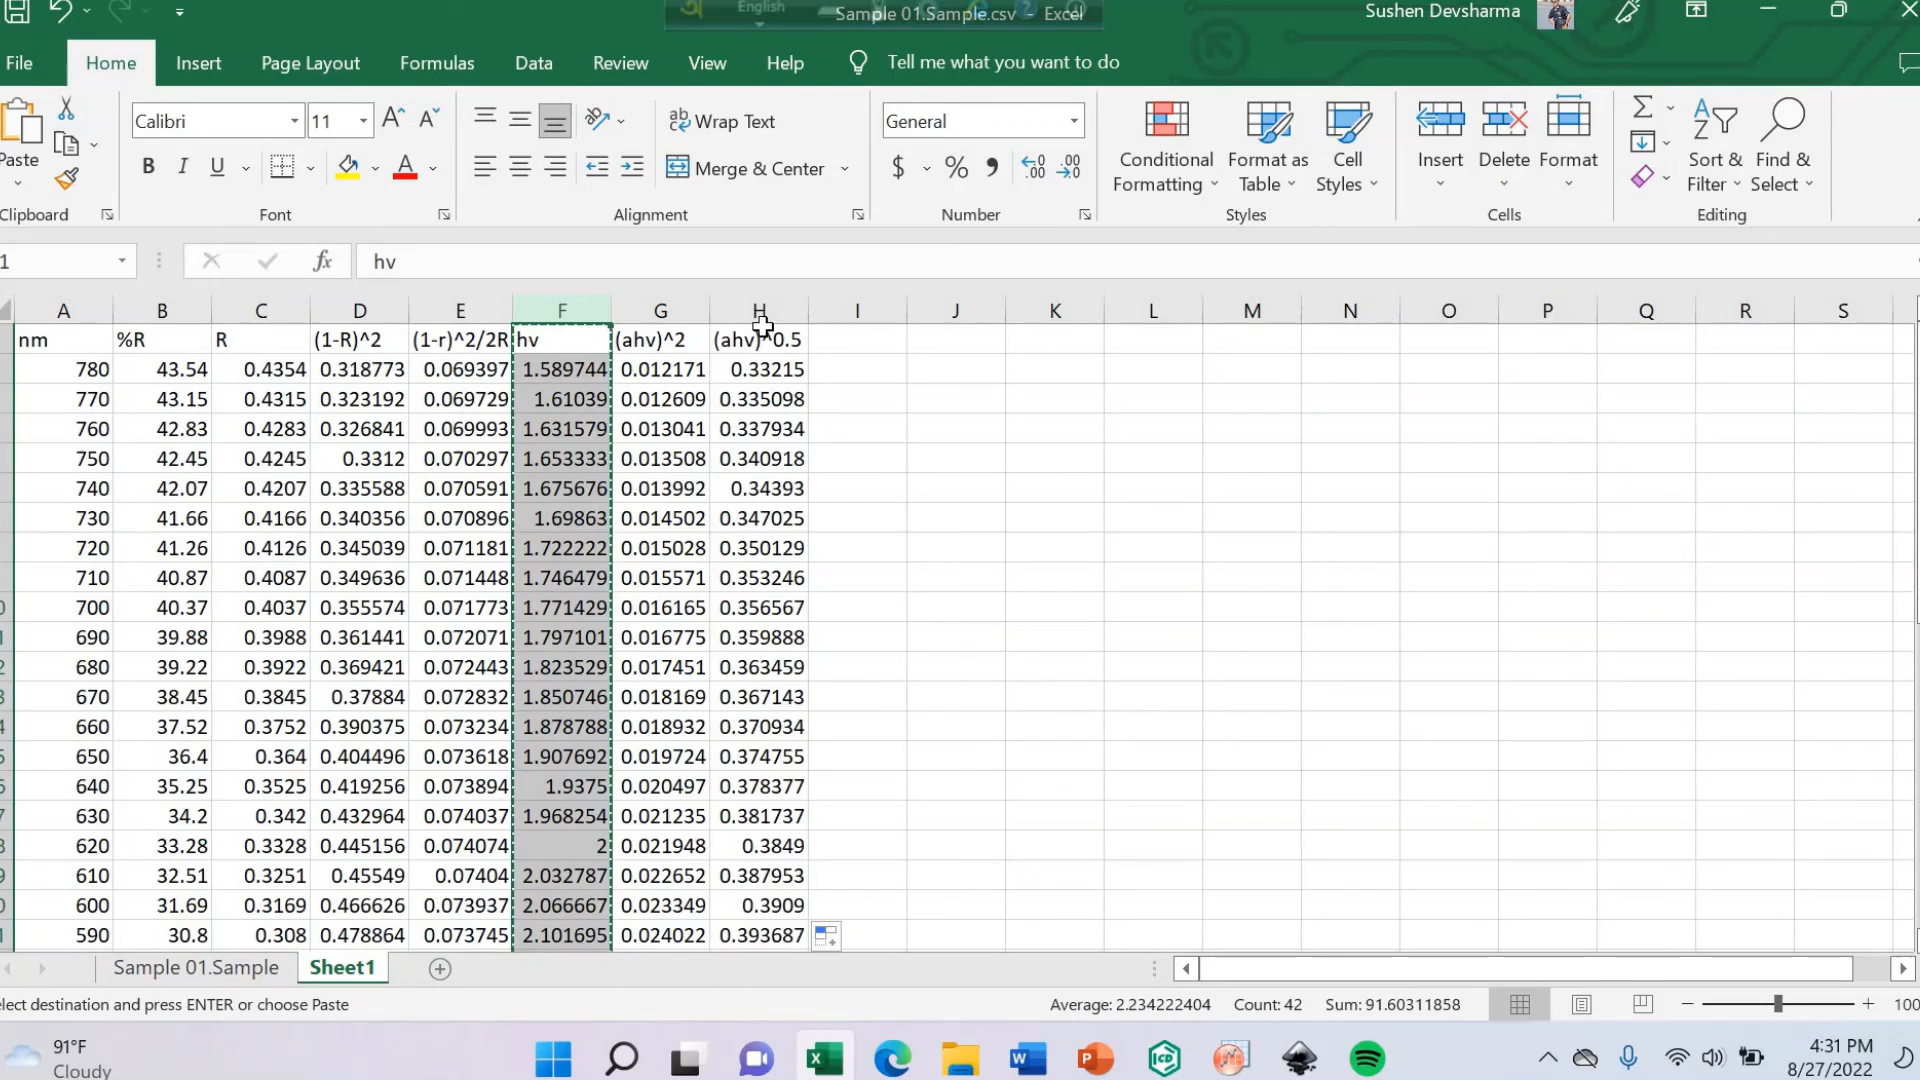 English
Sample 01.Sample.csv - Excel
Sushen Devsharma
File Home Insert Page Layout Formulas Data Review View Help Tell me what you want to do
Paste
Calibri 11
B I U A
ab Wrap Text
Merge & Center
General
$ % 9 .00 .00
Conditional Formatting
Format as Table
Cell Styles
Insert Delete Format
Sort & Filter
Find & Select
Clipboard Font Alignment Number Styles Cells Editing
1 fx hv
A B C D E F G H I J K L M N O P Q R S
nm %R R (1-R)^2 (1-r)^2/2R hv (ahv)^2 (ahv)^0.5
780 43.54 0.4354 0.318773 0.069397 1.589744 0.012171 0.33215
770 43.15 0.4315 0.323192 0.069729 1.61039 0.012609 0.335098
760 42.83 0.4283 0.326841 0.069993 1.631579 0.013041 0.337934
750 42.45 0.4245 0.3312 0.070297 1.653333 0.013508 0.340918
740 42.07 0.4207 0.335588 0.070591 1.675676 0.013992 0.34393
730 41.66 0.4166 0.340356 0.070896 1.69863 0.014502 0.347025
720 41.26 0.4126 0.345039 0.071181 1.722222 0.015028 0.350129
710 40.87 0.4087 0.349636 0.071448 1.746479 0.015571 0.353246
700 40.37 0.4037 0.355574 0.071773 1.771429 0.016165 0.356567
690 39.88 0.3988 0.361441 0.072071 1.797101 0.016775 0.359888
680 39.22 0.3922 0.369421 0.072443 1.823529 0.017451 0.363459
670 38.45 0.3845 0.37884 0.072832 1.850746 0.018169 0.367143
660 37.52 0.3752 0.390375 0.073234 1.878788 0.018932 0.370934
650 36.4 0.364 0.404496 0.073618 1.907692 0.019724 0.374755
640 35.25 0.3525 0.419256 0.073894 1.9375 0.020497 0.378377
630 34.2 0.342 0.432964 0.074037 1.968254 0.021235 0.381737
620 33.28 0.3328 0.445156 0.074074 2 0.021948 0.3849
610 32.51 0.3251 0.45549 0.07404 2.032787 0.022652 0.387953
600 31.69 0.3169 0.466626 0.073937 2.066667 0.023349 0.3909
590 30.8 0.308 0.478864 0.073745 2.101695 0.024022 0.393687
Sample 01.Sample Sheet1
elect destination and press ENTER or choose Paste Average: 2.234222404 Count: 42 Sum: 91.60311858 100
91°F
Cloudy
4:31 PM
8/27/2022